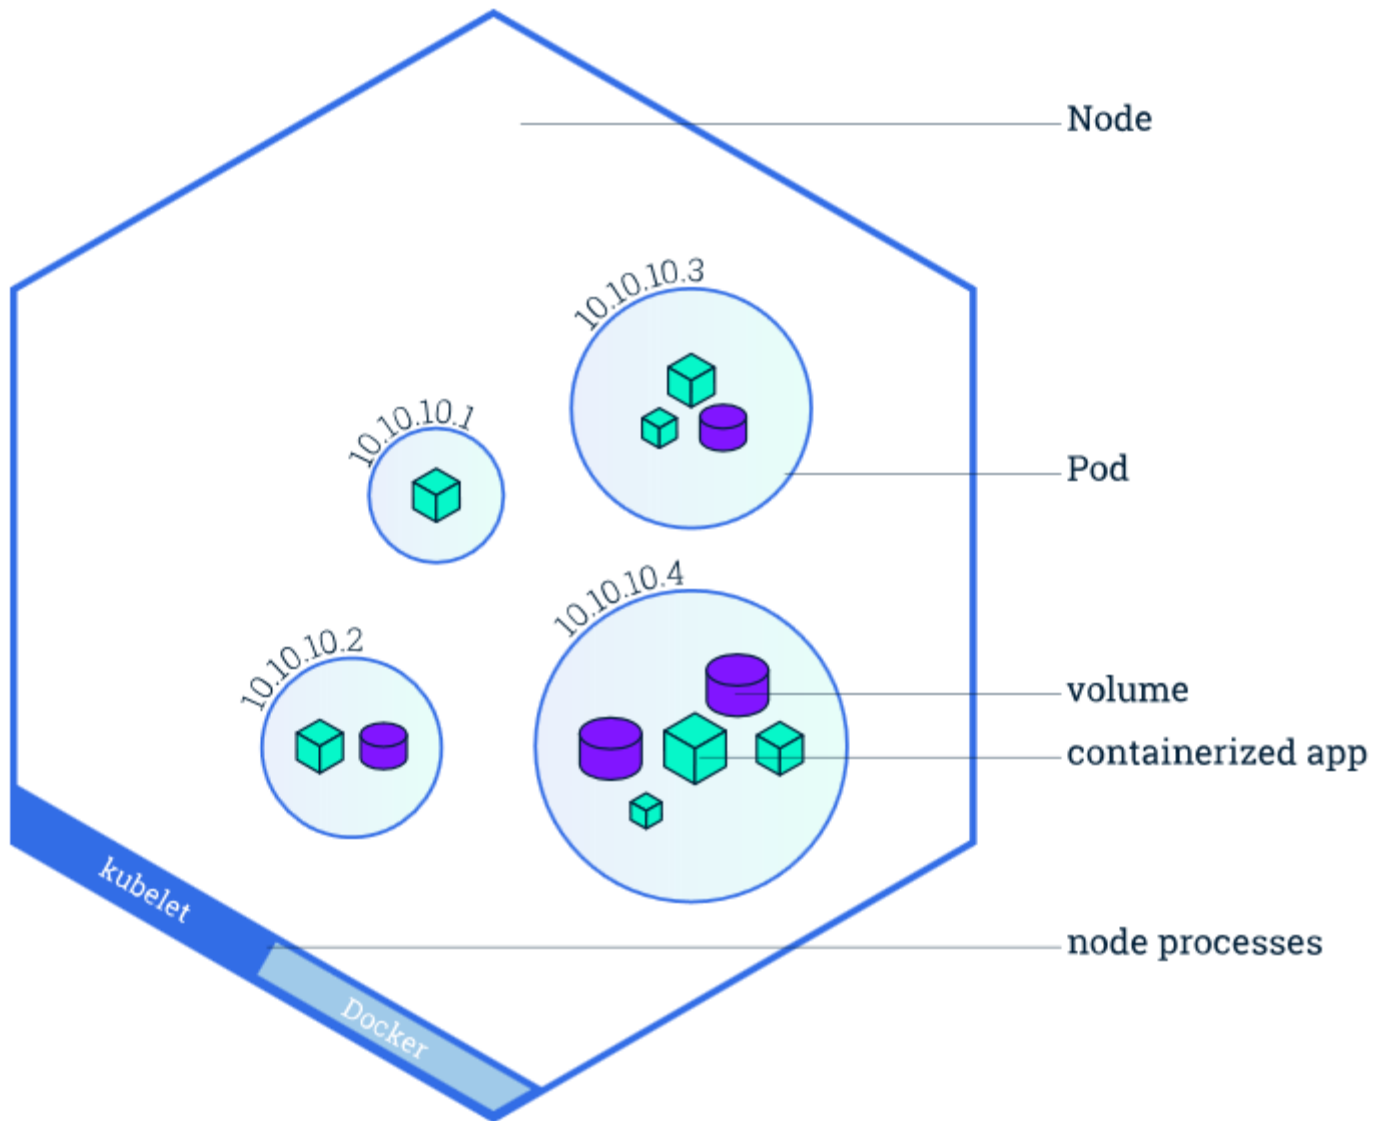 Node
10.10.10.3
10.10.10.1
Pod
10.10.10.4
10.10.10.2
volume
containerized app
kubelet
node processes
Docker